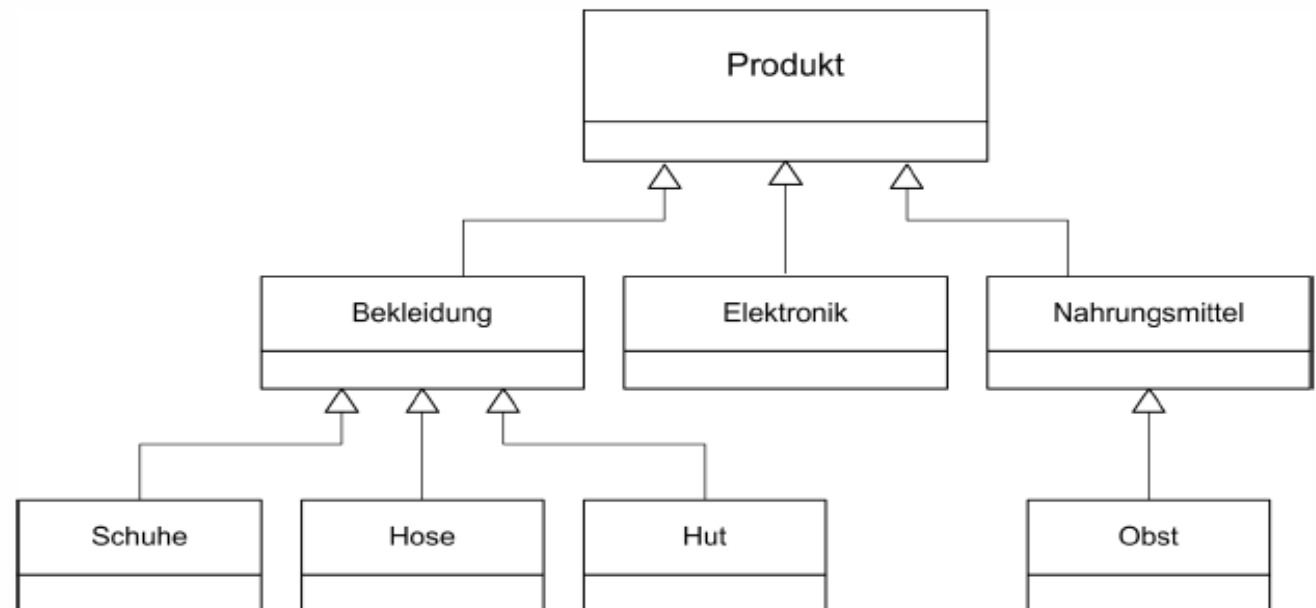 Produkt
Bekleidung
Elektronik
Nahrungsmittel
Schuhe
Hose
Hut
Obst